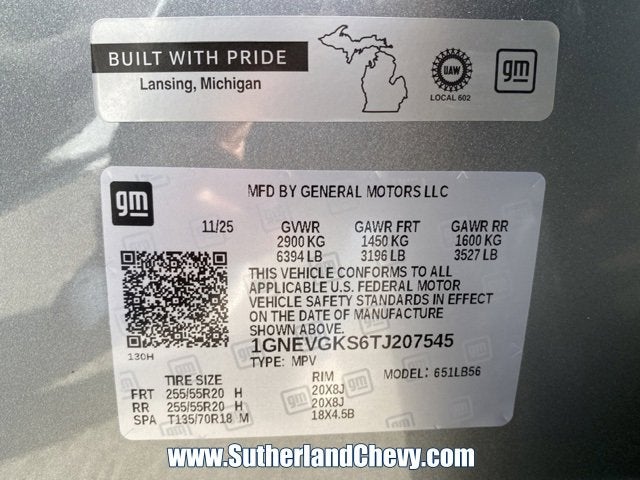 BUILT WITH PRIDE
Lansing, Michigan
UAW
LOCAL 602
gm
gm
MFD BY GENERAL MOTORS LLC
11/25 GVWR GAWR FRT GAWR RR
2900 KG 1450 KG 1600 KG
6394 LB 3196 LB 3527 LB
THIS VEHICLE CONFORMS TO ALL
APPLICABLE U.S. FEDERAL MOTOR
VEHICLE SAFETY STANDARDS IN EFFECT
ON THE DATE OF MANUFACTURE
SHOWN ABOVE.
1GNEVGKS6TJ207545
130H
TYPE: MPV
MODEL: 651LB56
TIRE SIZE RIM
FRT 255/55R20 H 20X8J
RR 255/55R20 H 20X8J
SPA T135/70R18 M 18X4.5B
www.SutherlandChevy.com